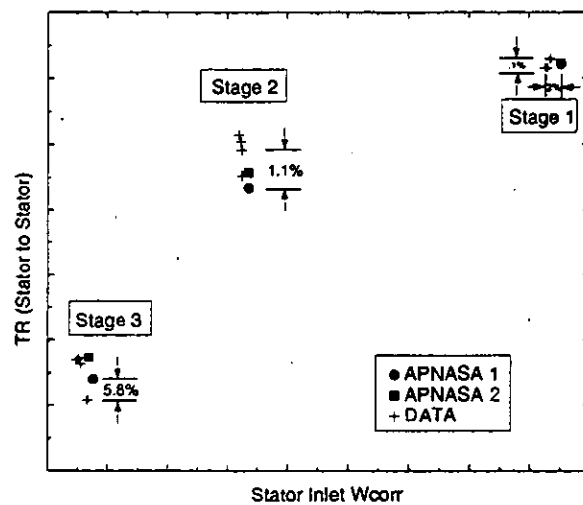 Stage 2
Stage 1
1.1%
TR (Stator to Stator)
Stage 3
5.8%
APNASA 1
APNASA 2
DATA
Stator Inlet Wcorr